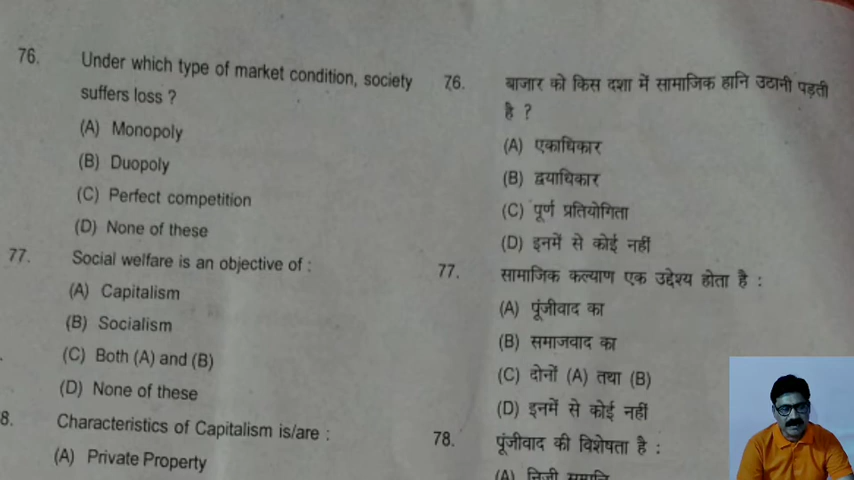 76. Under which type of market condition, society
suffers loss ?
(A) Monopoly
(B) Duopoly
(C) Perfect competition
(D) None of these
77. Social welfare is an objective of :
(A) Capitalism
(B) Socialism
(C) Both (A) and (B)
(D) None of these
8. Characteristics of Capitalism is/are :
(A) Private Property
76. बाजार को किस दशा में सामाजिक हानि उठानी पड़ती
है ?
(A) एकाधिकार
(B) द्वयाधिकार
(C) पूर्ण प्रतियोगिता
(D) इनमें से कोई नहीं
77. सामाजिक कल्याण एक उद्देश्य होता है :
(A) पूंजीवाद का
(B) समाजवाद का
(C) दोनों (A) तथा (B)
(D) इनमें से कोई नहीं
78. पूंजीवाद की विशेषता है :
(A) निजी